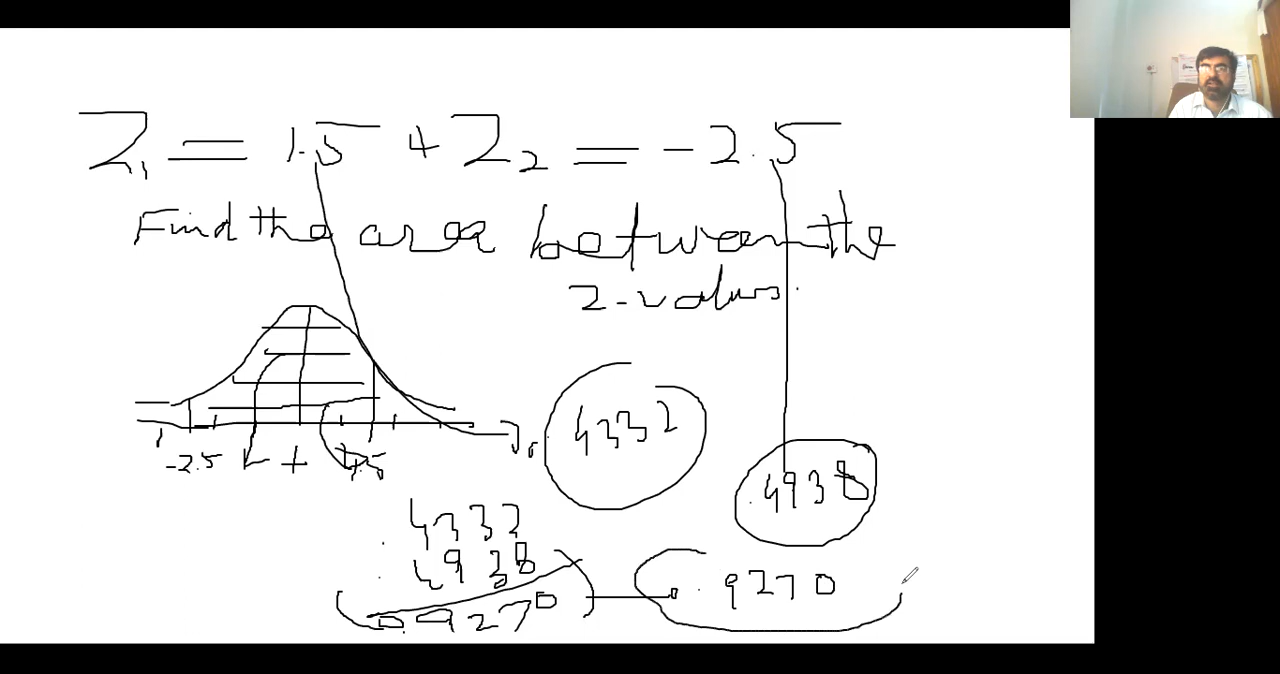 Z1 = 1.5 + Z2 = -2.5
Find the area between the
z-values.
-2.5 + 1.5
.4332
.4938
.4332
.4938
0.9270
.9270